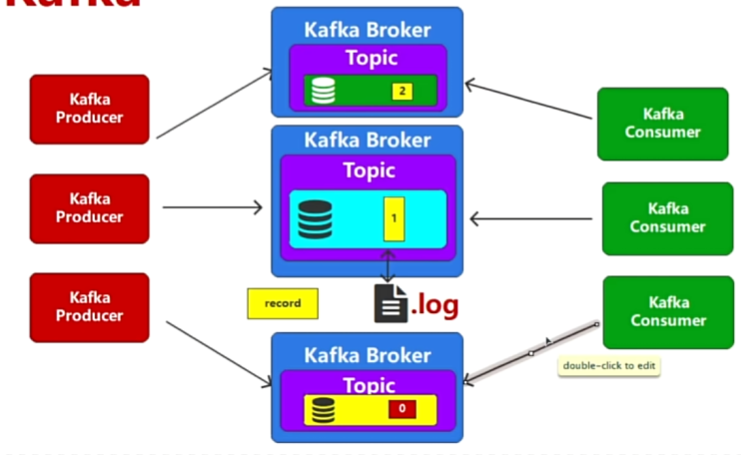 Kafka
Kafka Broker
Topic
2
Kafka
Producer
Kafka
Consumer
Kafka Broker
Topic
1
Kafka
Producer
Kafka
Consumer
record
.log
Kafka
Producer
Kafka
Consumer
double-click to edit
Kafka Broker
Topic
0